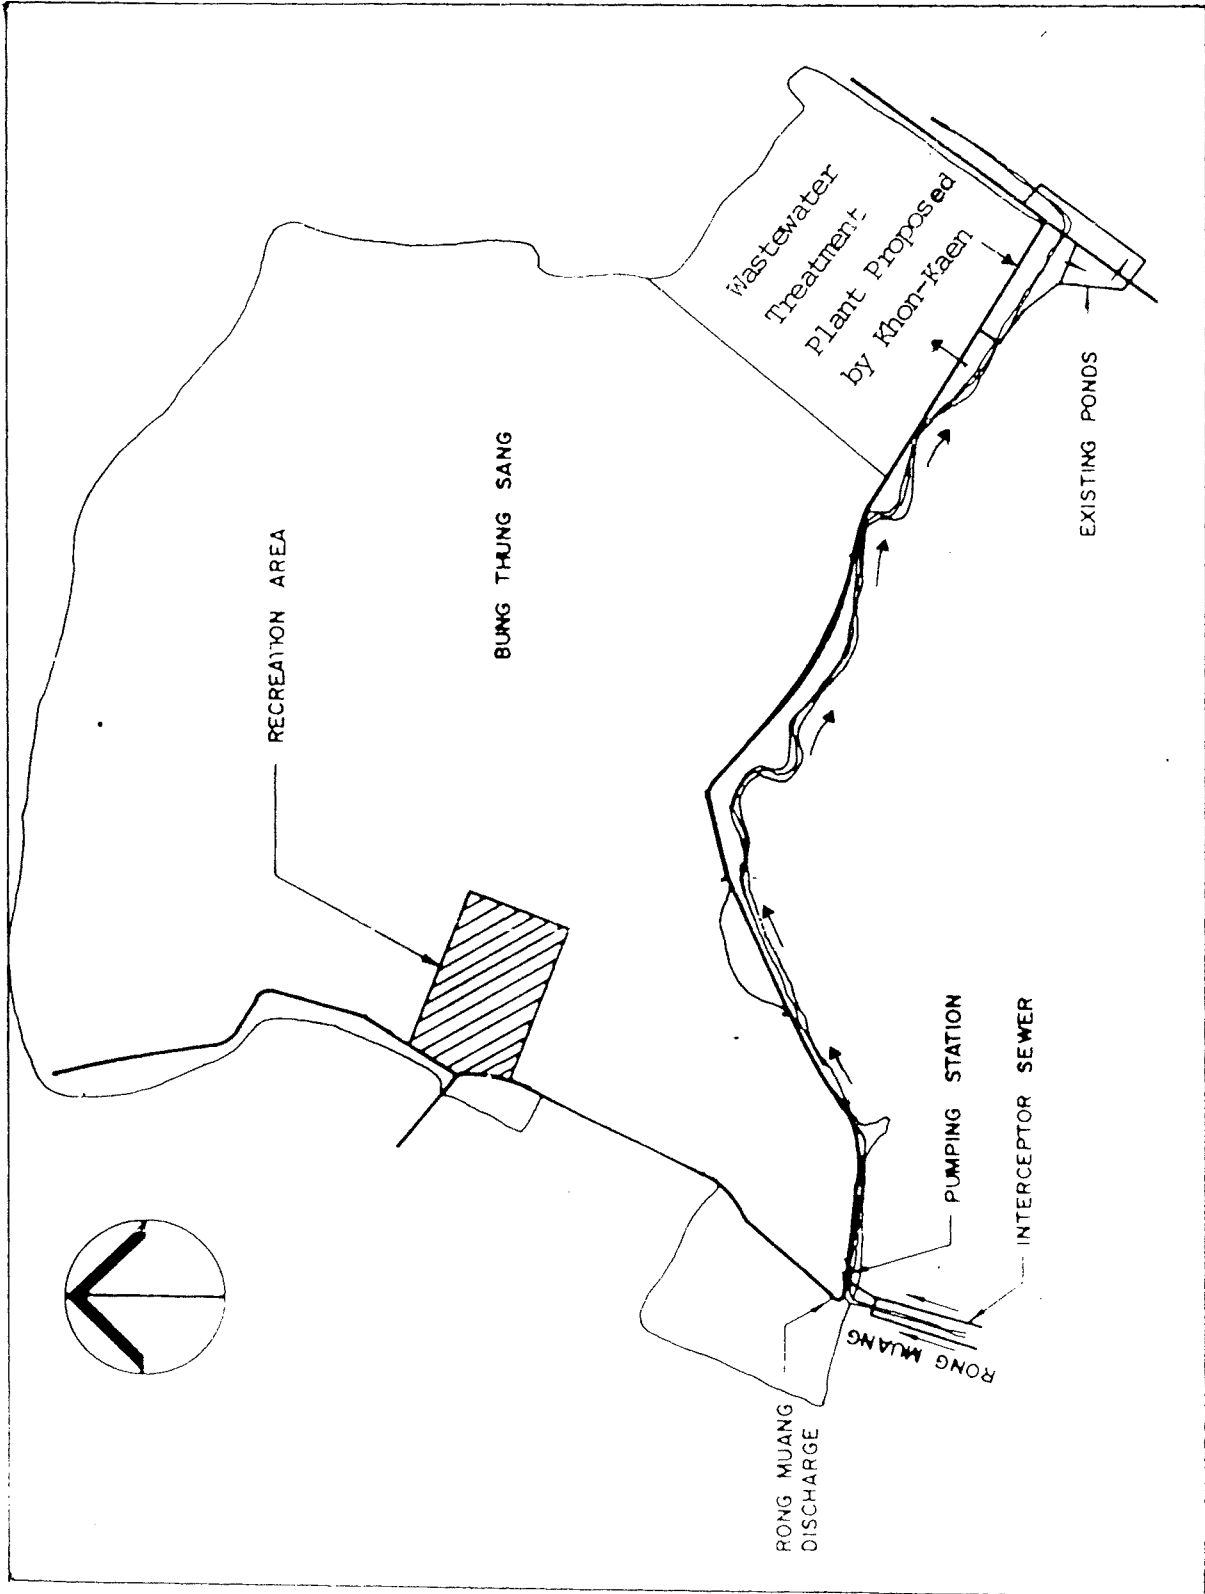 RECREATION AREA
BUNG THUNG SANG
Wastewater
Treatment
Plant Proposed
by Khon-Kaen
EXISTING PONDS
PUMPING STATION
INTERCEPTOR SEWER
RONG MUANG
RONG MUANG
DISCHARGE